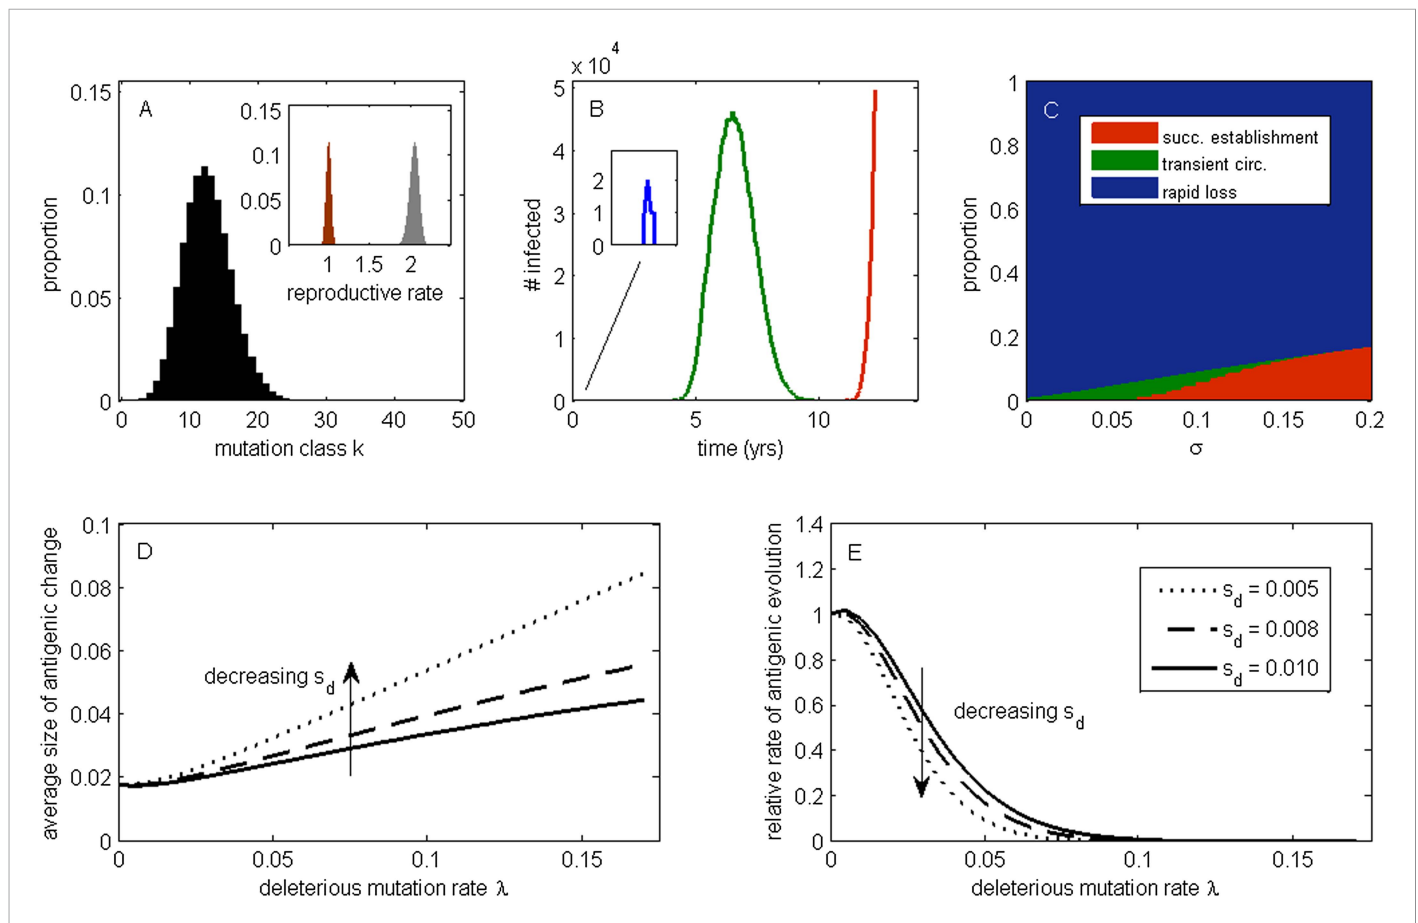 A
0.15
0.1
0.05
0
proportion
0 10 20 30 40 50
mutation class k
0.15
0.1
0.05
0
1 1.5 2
reproductive rate
B
x 10^4
5
4
3
2
1
0
# infected
2
1
0
0 5 10
time (yrs)
C
1
0.8
0.6
0.4
0.2
0
proportion
succ. establishment
transient circ.
rapid loss
0 0.05 0.1 0.15 0.2
σ
D
0.1
0.08
0.06
0.04
0.02
0
average size of antigenic change
decreasing s_d
0 0.05 0.1 0.15
deleterious mutation rate λ
E
1.4
1.2
1
0.8
0.6
0.4
0.2
0
relative rate of antigenic evolution
s_d = 0.005
s_d = 0.008
s_d = 0.010
decreasing s_d
0 0.05 0.1 0.15
deleterious mutation rate λ